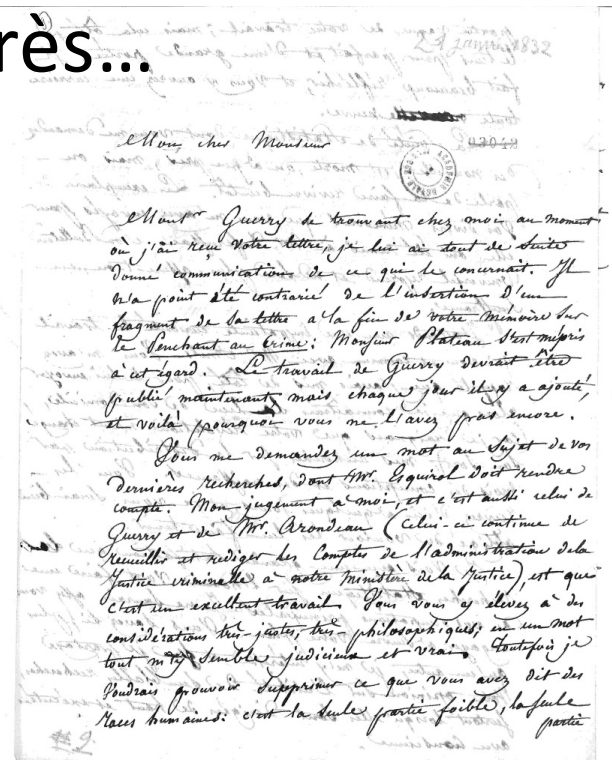 rès...
21 janvier 1832
03042
Mon cher Monsieur
Monsr Guerry se trouvant chez moi au moment
où j'ai reçu votre lettre, je lui ai tout de suite
donné communication de ce qui le concernait. Il
n'a point été contrarié de l'insertion d'un
fragment de sa lettre a la fin de votre mémoire sur
le Penchant au Crime : Monsieur Plateau s'est mépris
à cet égard. Le travail de Guerry devrait être
publié maintenant, mais chaque jour il y a ajouté,
et voilà pourquoi vous ne l'avez pas encore.
Vous me demandez un mot au sujet de vos
dernières recherches, dont Mr. Esquirol doit rendre
compte. Mon jugement à moi, et c'est aussi celui de
Guerry et de Mr. Arondeau (celui-ci continue de
recueillir et rediger les Comptes de l'administration de la
Justice criminelle à notre ministère de la Justice), est que
c'est un excellent travail. Vous vous y élevez à des
considérations très-justes, très-philosophiques; en un mot
tout m'y semble judicieux et vrai. Toutefois je
voudrais pouvoir supprimer ce que vous avez dit des
races humaines: c'est la seule partie foible, la seule
partie